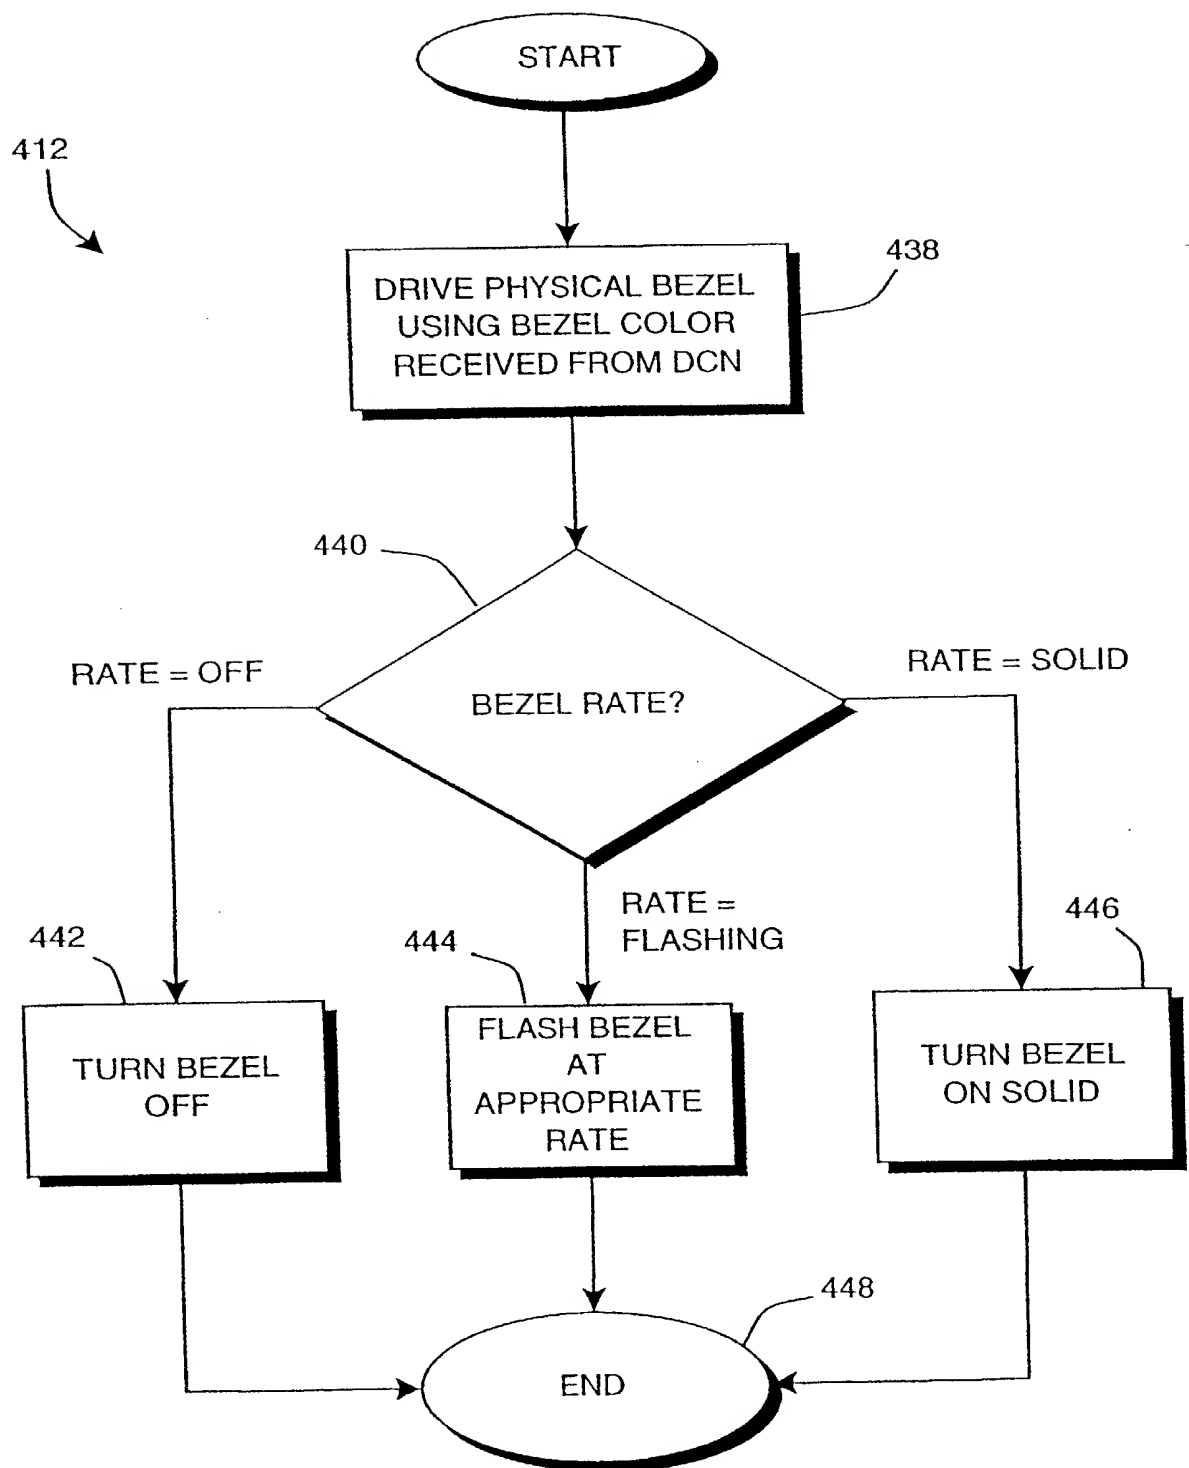 START
412
438
DRIVE PHYSICAL BEZEL
USING BEZEL COLOR
RECEIVED FROM DCN
440
RATE = OFF
BEZEL RATE?
RATE = SOLID
RATE =
FLASHING
442
444
446
TURN BEZEL
OFF
FLASH BEZEL
AT
APPROPRIATE
RATE
TURN BEZEL
ON SOLID
448
END